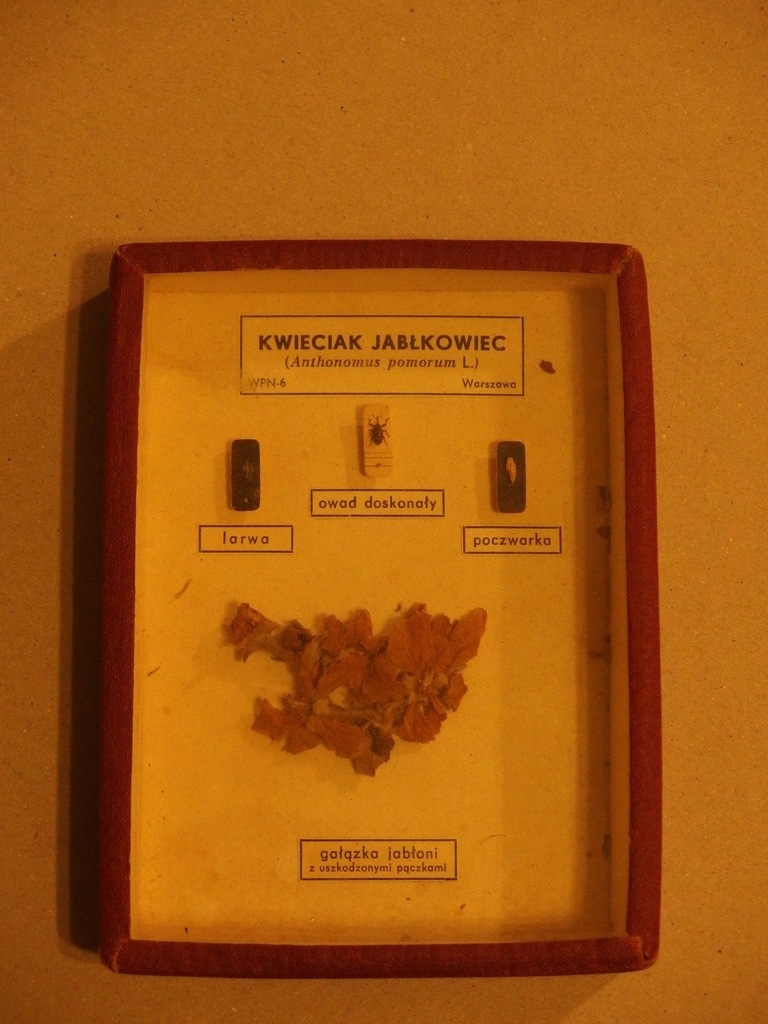 KWIECIAK JABŁKOWIEC
(Anthonomus pomorum L.)
WPN-6 Warszawa
owad doskonały
larwa
poczwarka
gałązka jabłoni
z uszkodzonymi pączkami